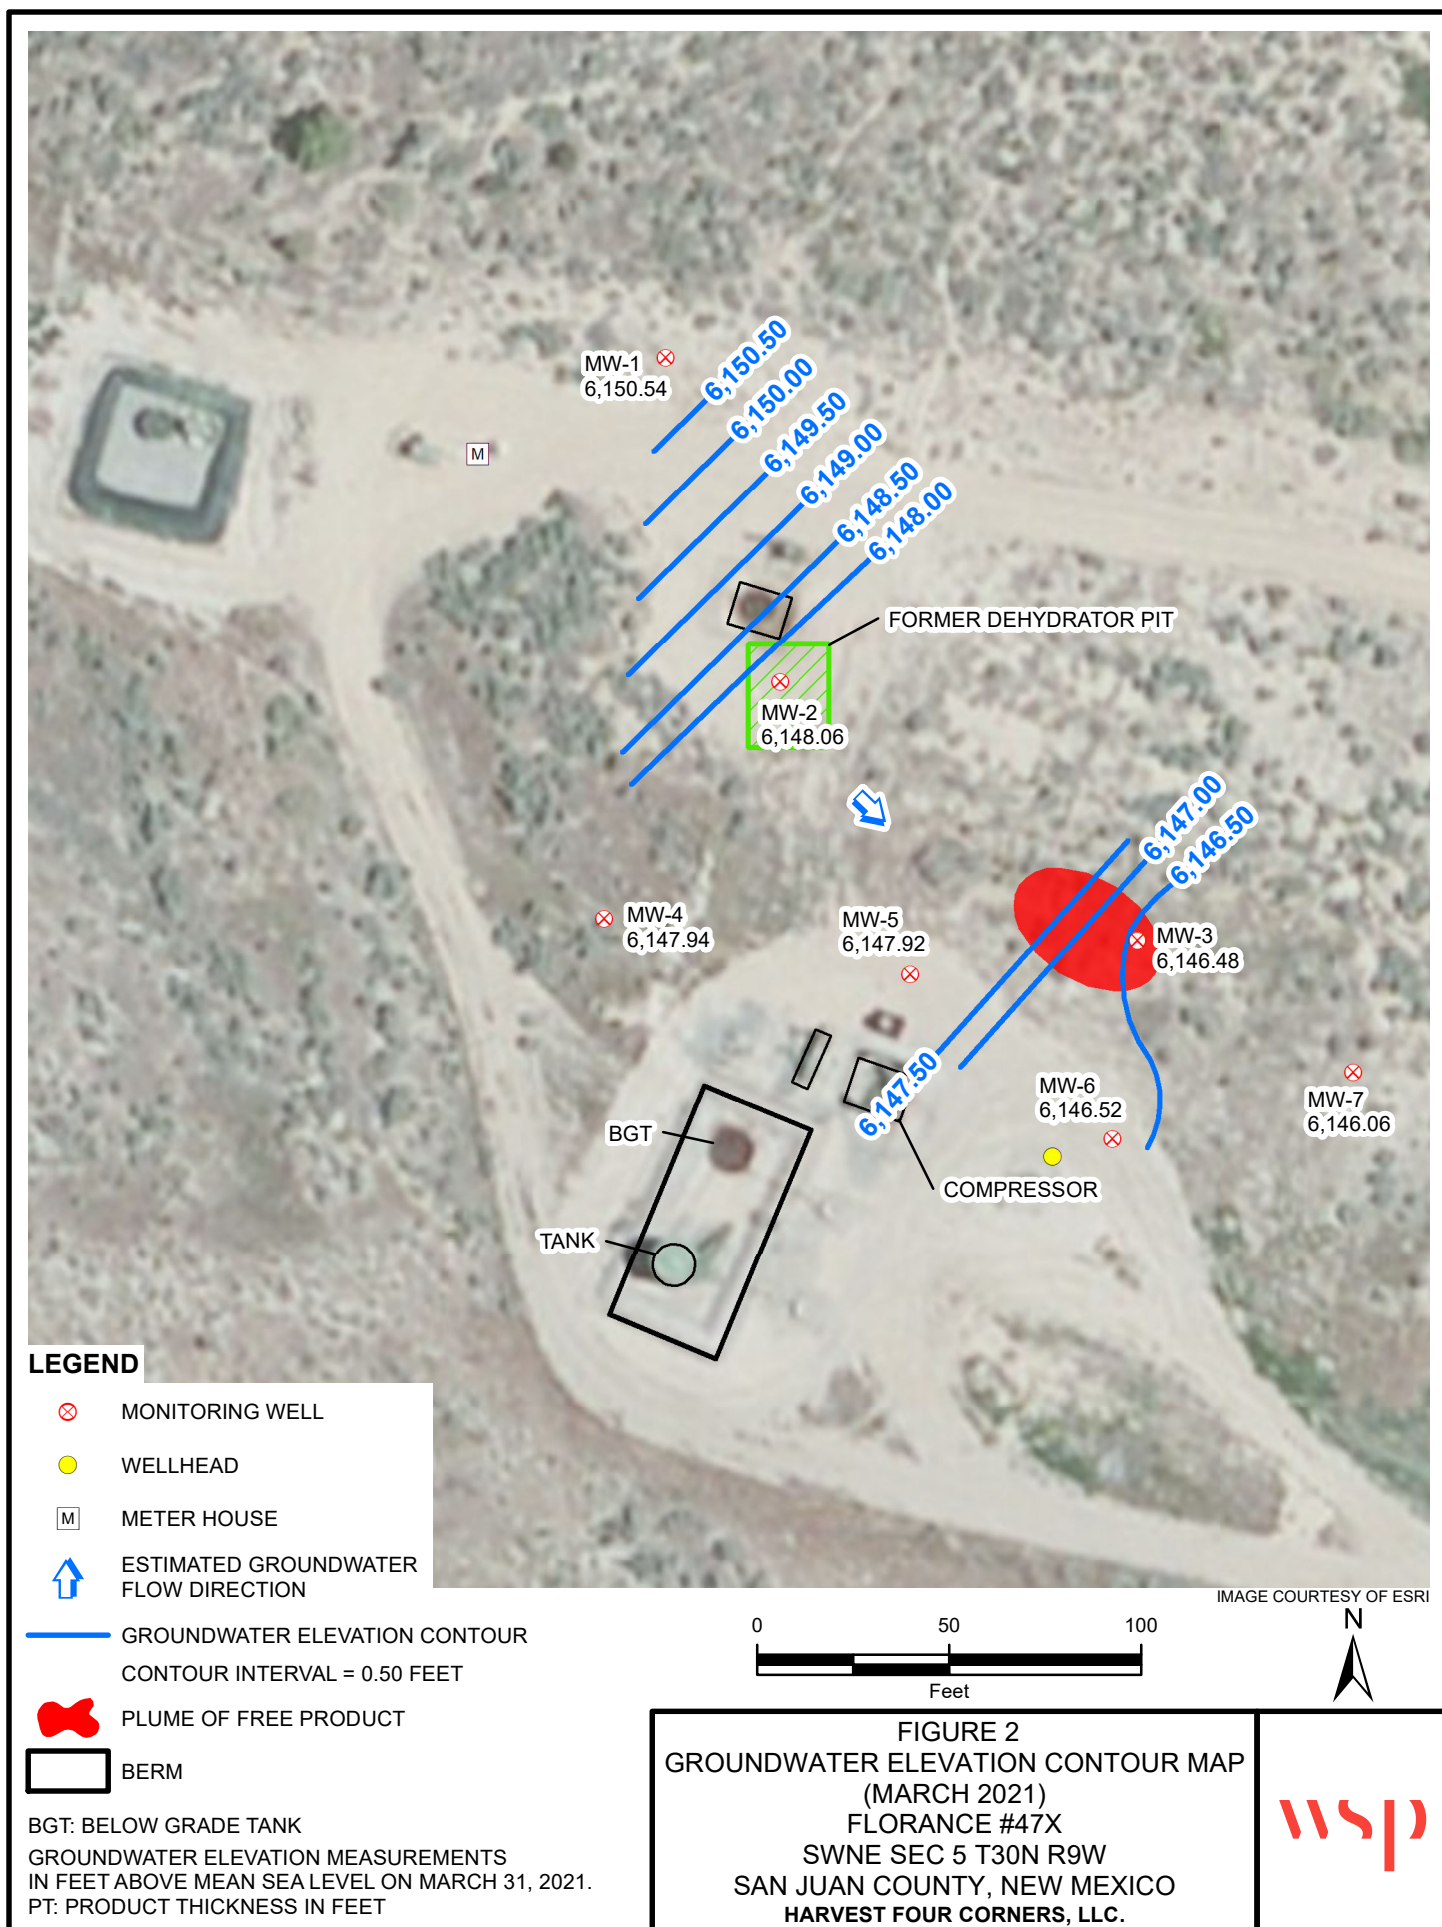 6,150.50
MW-1
6,150.54
6,150.00
6,149.50
6,149.00
M
6,148.50
6,148.00
FORMER DEHYDRATOR PIT
MW-2
6,148.06
6,147.00
6,146.50
MW-4
6,147.94
MW-5
6,147.92
MW-3
6,146.48
6,147.50
MW-6
6,146.52
MW-7
6,146.06
BGT
COMPRESSOR
TANK
LEGEND
MONITORING WELL
WELLHEAD
M METER HOUSE
ESTIMATED GROUNDWATER
FLOW DIRECTION
GROUNDWATER ELEVATION CONTOUR
CONTOUR INTERVAL = 0.50 FEET
PLUME OF FREE PRODUCT
BERM
BGT: BELOW GRADE TANK
GROUNDWATER ELEVATION MEASUREMENTS
IN FEET ABOVE MEAN SEA LEVEL ON MARCH 31, 2021.
PT: PRODUCT THICKNESS IN FEET
IMAGE COURTESY OF ESRI
0 50 100
Feet
N
FIGURE 2
GROUNDWATER ELEVATION CONTOUR MAP
(MARCH 2021)
FLORANCE #47X
SWNE SEC 5 T30N R9W
SAN JUAN COUNTY, NEW MEXICO
HARVEST FOUR CORNERS, LLC.
wsp